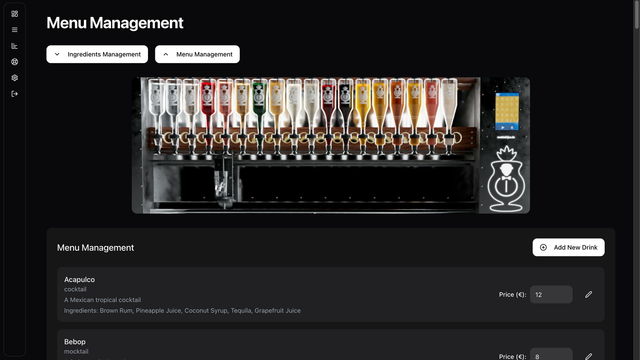 Menu Management
Ingredients Management
Menu Management
Menu Management
Add New Drink
Acapulco
cocktail
A Mexican tropical cocktail
Ingredients: Brown Rum, Pineapple Juice, Coconut Syrup, Tequila, Grapefruit Juice
Price (€):
12
Bebop
mocktail
Price (€):
8